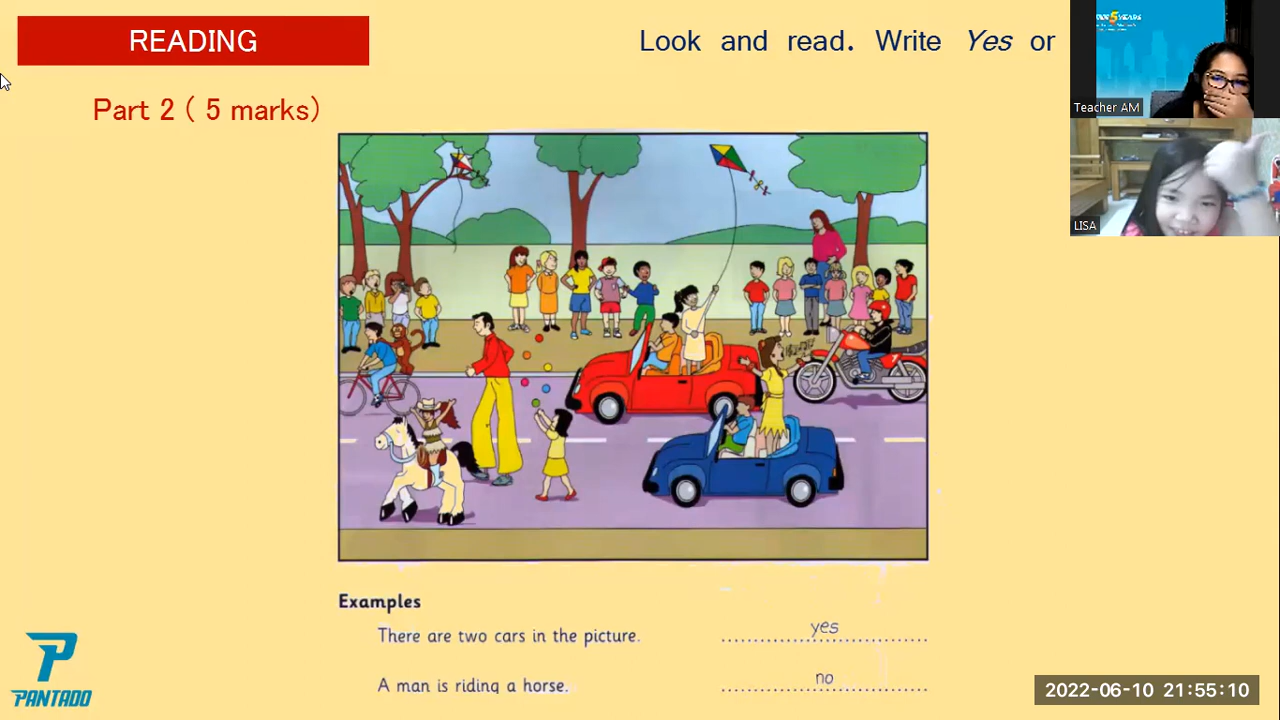 READING
Look and read. Write Yes or
Part 2 ( 5 marks)
Teacher AM
LISA
Examples
There are two cars in the picture.
yes
A man is riding a horse.
no
PANTADO
2022-06-10 21:55:10